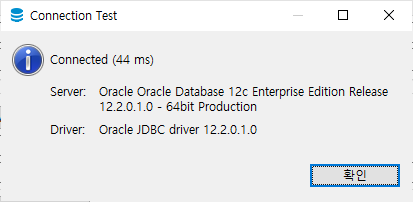 Connection Test
Connected (44 ms)
Server: Oracle Oracle Database 12c Enterprise Edition Release
12.2.0.1.0 - 64bit Production
Driver: Oracle JDBC driver 12.2.0.1.0
확인